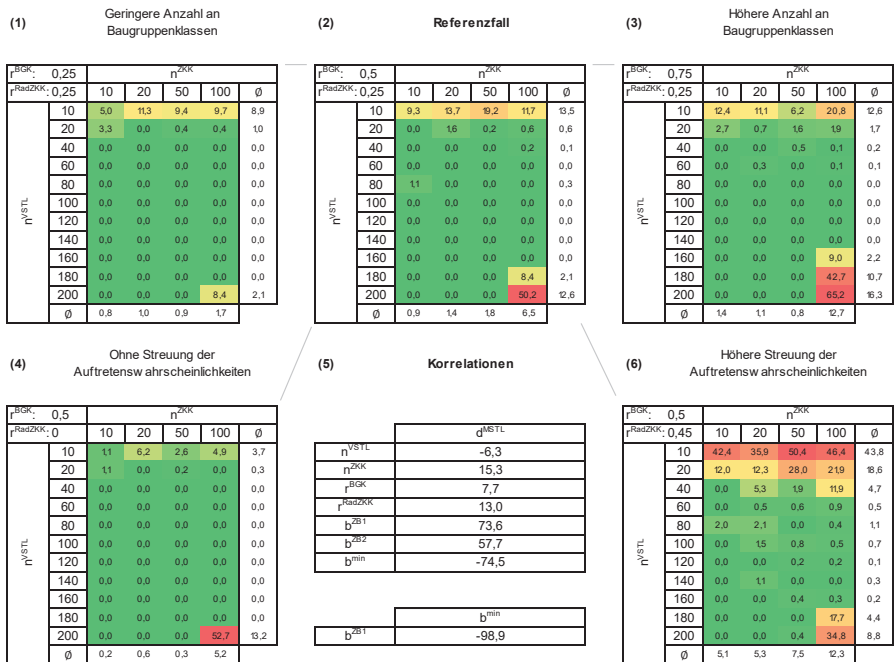 (1) Geringere Anzahl an Baugruppenklassen
r^BGK: 0,25 n^ZKK
r^RadZKK: 0,25 10 20 50 100 Ø
n^VSTL
10 5,0 11,3 9,4 9,7 8,9
20 3,3 0,0 0,4 0,4 1,0
40 0,0 0,0 0,0 0,0 0,0
60 0,0 0,0 0,0 0,0 0,0
80 0,0 0,0 0,0 0,0 0,0
100 0,0 0,0 0,0 0,0 0,0
120 0,0 0,0 0,0 0,0 0,0
140 0,0 0,0 0,0 0,0 0,0
160 0,0 0,0 0,0 0,0 0,0
180 0,0 0,0 0,0 0,0 0,0
200 0,0 0,0 0,0 8,4 2,1
Ø 0,8 1,0 0,9 1,7
(2) Referenzfall
r^BGK: 0,5 n^ZKK
r^RadZKK: 0,25 10 20 50 100 Ø
n^VSTL
10 9,3 13,7 19,2 11,7 13,5
20 0,0 1,6 0,2 0,6 0,6
40 0,0 0,0 0,0 0,2 0,1
60 0,0 0,0 0,0 0,0 0,0
80 1,1 0,0 0,0 0,0 0,3
100 0,0 0,0 0,0 0,0 0,0
120 0,0 0,0 0,0 0,0 0,0
140 0,0 0,0 0,0 0,0 0,0
160 0,0 0,0 0,0 0,0 0,0
180 0,0 0,0 0,0 8,4 2,1
200 0,0 0,0 0,0 50,2 12,6
Ø 0,9 1,4 1,8 6,5
(3) Höhere Anzahl an Baugruppenklassen
r^BGK: 0,75 n^ZKK
r^RadZKK: 0,25 10 20 50 100 Ø
n^VSTL
10 12,4 11,1 6,2 20,8 12,6
20 2,7 0,7 1,6 1,9 1,7
40 0,0 0,0 0,5 0,1 0,2
60 0,0 0,3 0,0 0,1 0,1
80 0,0 0,0 0,0 0,0 0,0
100 0,0 0,0 0,0 0,0 0,0
120 0,0 0,0 0,0 0,0 0,0
140 0,0 0,0 0,0 0,0 0,0
160 0,0 0,0 0,0 9,0 2,2
180 0,0 0,0 0,0 42,7 10,7
200 0,0 0,0 0,0 65,2 16,3
Ø 1,4 1,1 0,8 12,7
(4) Ohne Streuung der Auftretenswahrscheinlichkeiten
r^BGK: 0,5 n^ZKK
r^RadZKK: 0 10 20 50 100 Ø
n^VSTL
10 1,1 6,2 2,6 4,9 3,7
20 1,1 0,0 0,2 0,0 0,3
40 0,0 0,0 0,0 0,0 0,0
60 0,0 0,0 0,0 0,0 0,0
80 0,0 0,0 0,0 0,0 0,0
100 0,0 0,0 0,0 0,0 0,0
120 0,0 0,0 0,0 0,0 0,0
140 0,0 0,0 0,0 0,0 0,0
160 0,0 0,0 0,0 0,0 0,0
180 0,0 0,0 0,0 0,0 0,0
200 0,0 0,0 0,0 52,7 13,2
Ø 0,2 0,6 0,3 5,2
(5) Korrelationen
d^MSTL
n^VSTL -6,3
n^ZKK 15,3
r^BGK 7,7
r^RadZKK 13,0
b^ZB1 73,6
b^ZB2 57,7
b^min -74,5
b^min
b^ZB1 -98,9
(6) Höhere Streuung der Auftretenswahrscheinlichkeiten
r^BGK: 0,5 n^ZKK
r^RadZKK: 0,45 10 20 50 100 Ø
n^VSTL
10 42,4 35,9 50,4 46,4 43,8
20 12,0 12,3 28,0 21,9 18,6
40 0,0 5,3 1,9 11,9 4,7
60 0,0 0,5 0,6 0,9 0,5
80 2,0 2,1 0,0 0,4 1,1
100 0,0 1,5 0,8 0,5 0,7
120 0,0 0,0 0,2 0,2 0,1
140 0,0 1,1 0,0 0,0 0,3
160 0,0 0,0 0,4 0,3 0,2
180 0,0 0,0 0,0 17,7 4,4
200 0,0 0,0 0,4 34,8 8,8
Ø 5,1 5,3 7,5 12,3